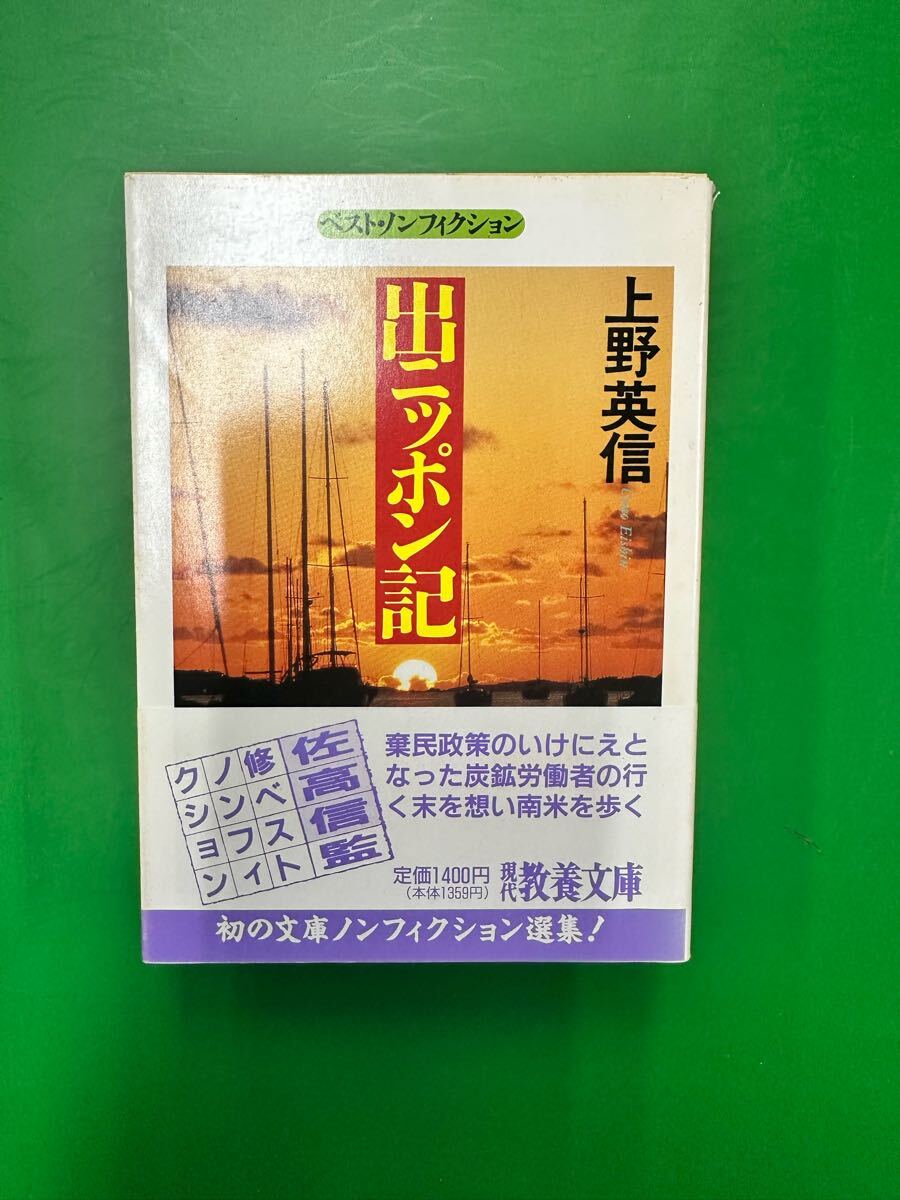 ベスト・ノンフィクション
上野英信
Ueno Eishin
出ニッポン記
佐高信監
修ベスト
ノンフィ
クション
棄民政策のいけにえと
なった炭鉱労働者の行
く末を想い南米を歩く
定価1400円
(本体1359円)
現代教養文庫
初の文庫ノンフィクション選集!